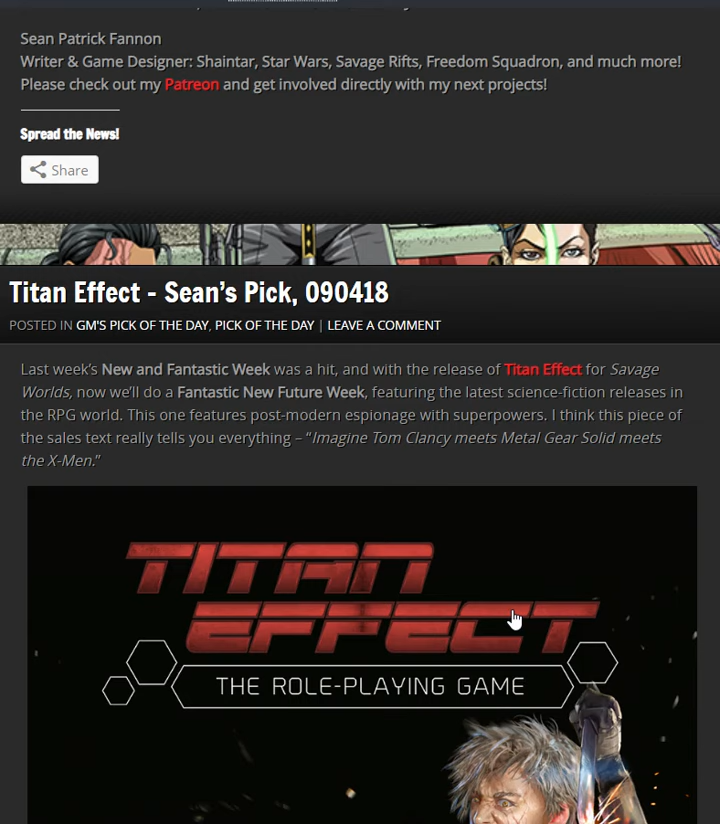 Sean Patrick Fannon
Writer & Game Designer: Shaintar, Star Wars, Savage Rifts, Freedom Squadron, and much more!
Please check out my Patreon and get involved directly with my next projects!
Spread the News!
Share
Titan Effect - Sean's Pick, 090418
POSTED IN GM'S PICK OF THE DAY, PICK OF THE DAY | LEAVE A COMMENT
Last week's New and Fantastic Week was a hit, and with the release of Titan Effect for Savage
Worlds, now we'll do a Fantastic New Future Week, featuring the latest science-fiction releases in
the RPG world. This one features post-modern espionage with superpowers. I think this piece of
the sales text really tells you everything – “Imagine Tom Clancy meets Metal Gear Solid meets
the X-Men.”
TITAN
EFFECT
THE ROLE-PLAYING GAME